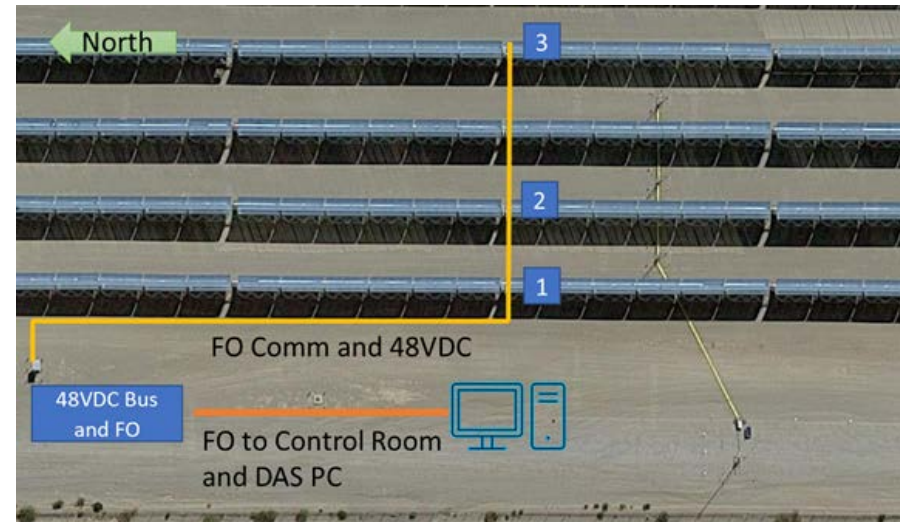 North
3
2
1
FO Comm and 48VDC
48VDC Bus
and FO
FO to Control Room
and DAS PC